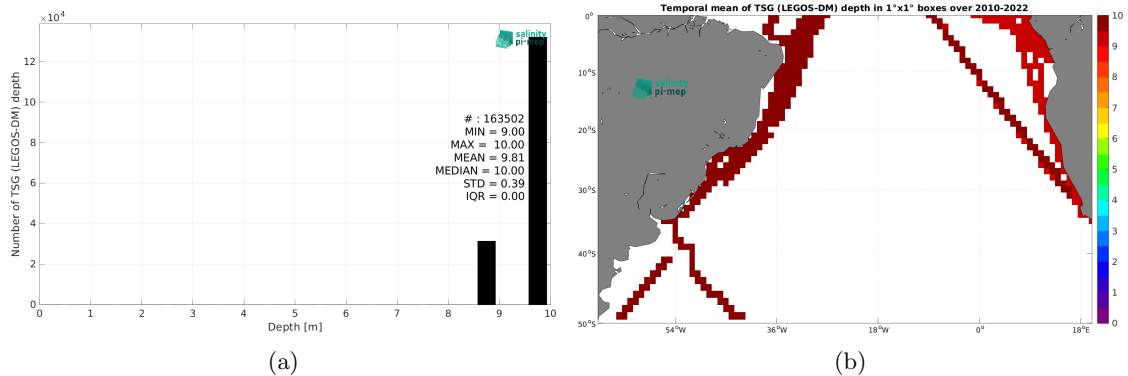 ×10⁴
12
10
8
6
4
2
0
Number of TSG (LEGOS-DM) depth
salinity
pi-mep
# : 163502
MIN = 9.00
MAX = 10.00
MEAN = 9.81
MEDIAN = 10.00
STD = 0.39
IQR = 0.00
0 1 2 3 4 5 6 7 8 9 10
Depth [m]
(a)
Temporal mean of TSG (LEGOS-DM) depth in 1°x1° boxes over 2010-2022
0°
10°S
20°S
30°S
40°S
50°S
salinity
pi-mep
54°W 36°W 18°W 0° 18°E
10
9
8
7
6
5
4
3
2
1
0
(b)